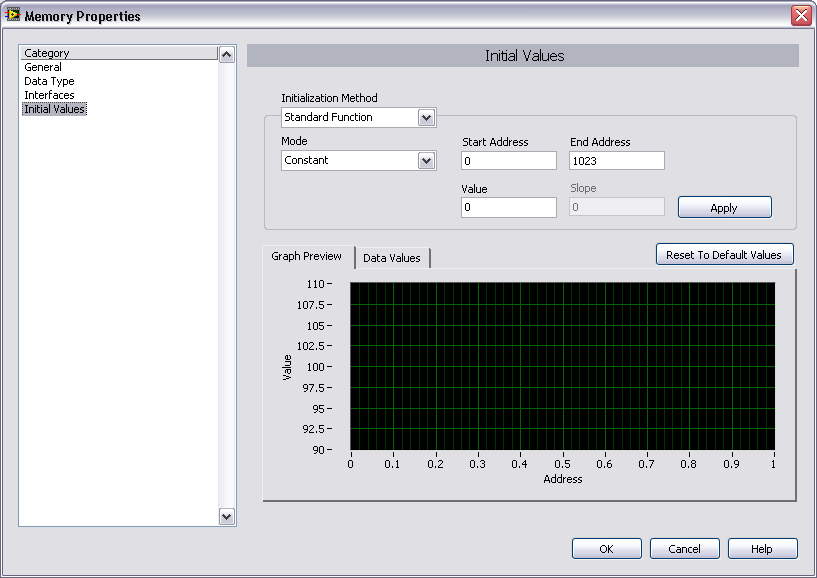 Memory Properties
Category
General
Data Type
Interfaces
Initial Values
Initial Values
Initialization Method
Standard Function
Mode
Start Address
End Address
Constant
0
1023
Value
Slope
0
0
Apply
Graph Preview
Data Values
Reset To Default Values
110
107.5
105
102.5
100
97.5
95
92.5
90
Value
0 0.1 0.2 0.3 0.4 0.5 0.6 0.7 0.8 0.9 1
Address
OK
Cancel
Help